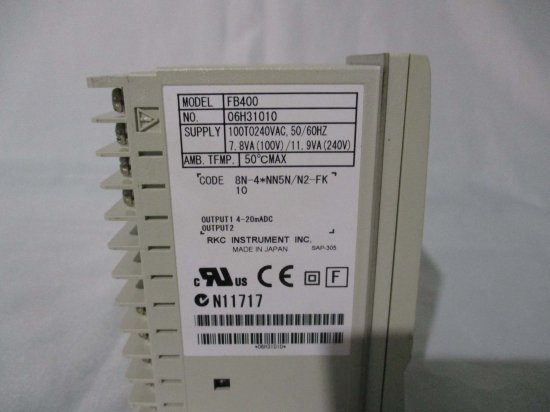 MODEL FB400
NO. 06H31010
SUPPLY 100TO240VAC, 50/60HZ
7.8VA(100V)/11.9VA(240V)
AMB. TEMP. 50℃MAX
CODE 8N-4*NN5N/N2-FK
10
OUTPUT1 4-20mADC
OUTPUT2
RKC INSTRUMENT INC.
MADE IN JAPAN SAP-305
c RU US CE F
N11717
*06H31010*